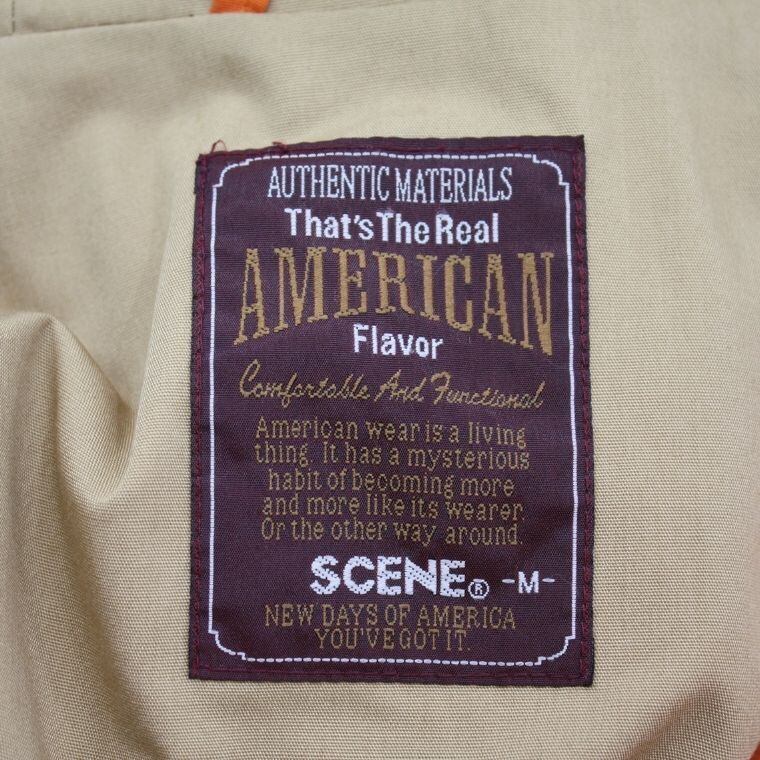 AUTHENTIC MATERIALS
That's The Real
AMERICAN
Flavor
Comfortable And Functional
American wear is a living
thing. It has a mysterious
habit of becoming more
and more like its wearer.
Or the other way around.
SCENE® -M-
NEW DAYS OF AMERICA
YOU'VE GOT IT.